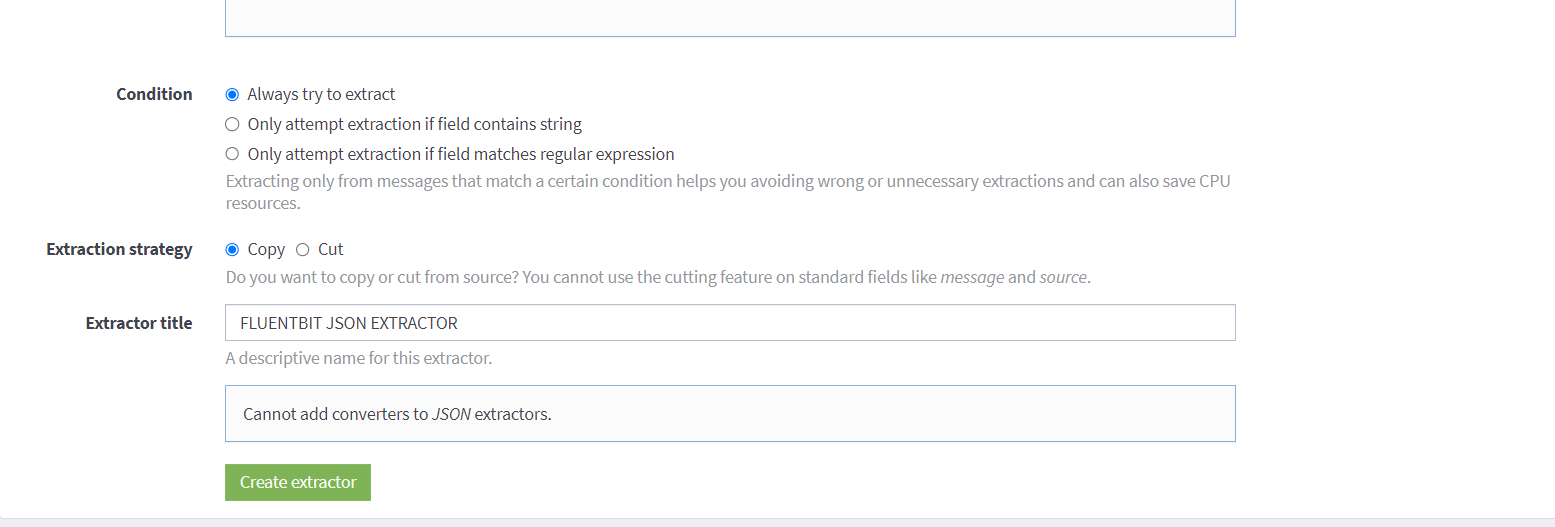 Condition
Always try to extract
Only attempt extraction if field contains string
Only attempt extraction if field matches regular expression
Extracting only from messages that match a certain condition helps you avoiding wrong or unnecessary extractions and can also save CPU
resources.
Extraction strategy
Copy
Cut
Do you want to copy or cut from source? You cannot use the cutting feature on standard fields like message and source.
Extractor title
FLUENTBIT JSON EXTRACTOR
A descriptive name for this extractor.
Cannot add converters to JSON extractors.
Create extractor